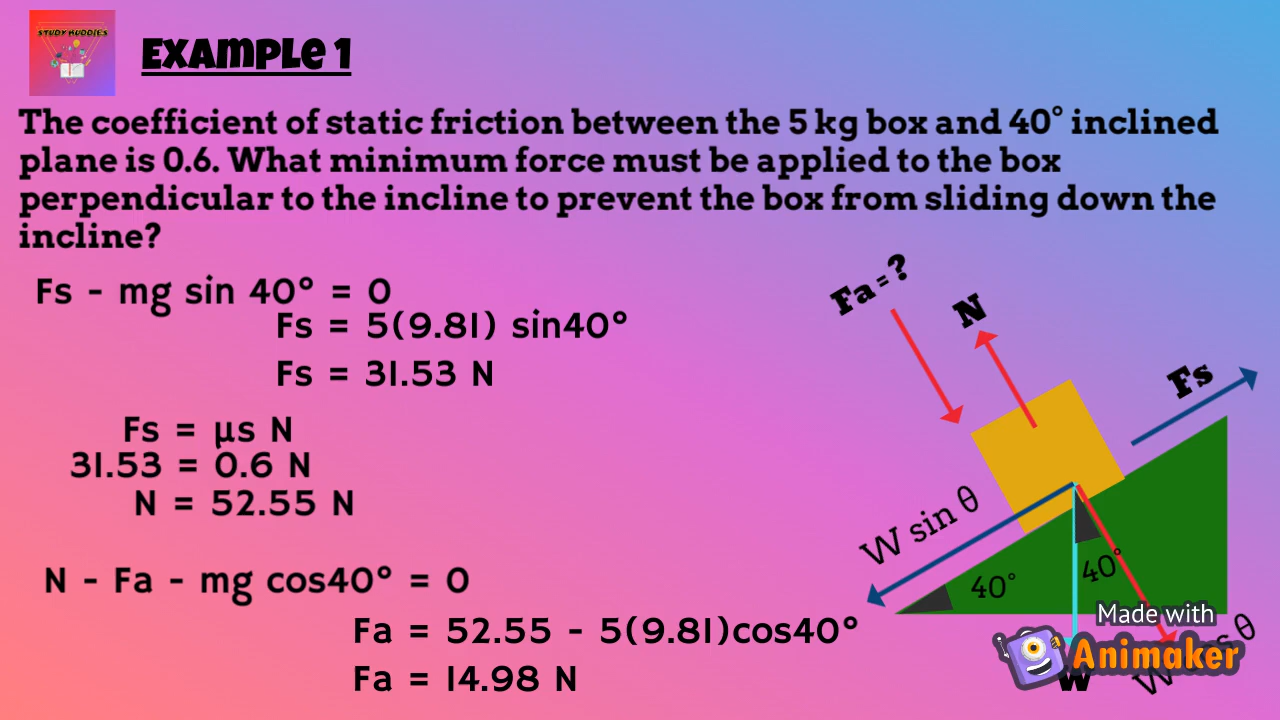 STUDY BUDDIES
Example 1
The coefficient of static friction between the 5 kg box and 40° inclined
plane is 0.6. What minimum force must be applied to the box
perpendicular to the incline to prevent the box from sliding down the
incline?
Fs - mg sin 40° = 0
Fs = 5(9.81) sin40°
Fs = 31.53 N
Fs = μs N
31.53 = 0.6 N
N = 52.55 N
N - Fa - mg cos40° = 0
Fa = 52.55 - 5(9.81)cos40°
Fa = 14.98 N
Fa = ?
N
Fs
W sin θ
40°
40°
W
W θ
Made with
Animaker